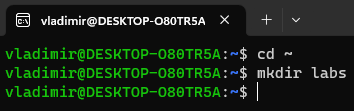 vladimir@DESKTOP-O80TR5A
vladimir@DESKTOP-O80TR5A:~$ cd ~
vladimir@DESKTOP-O80TR5A:~$ mkdir labs
vladimir@DESKTOP-O80TR5A:~$